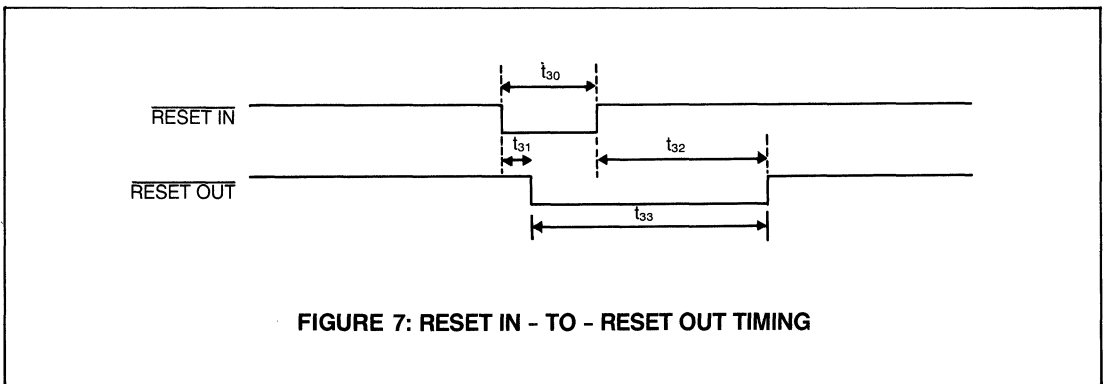 t30
RESET IN
t31
t32
RESET OUT
t33
FIGURE 7: RESET IN – TO – RESET OUT TIMING